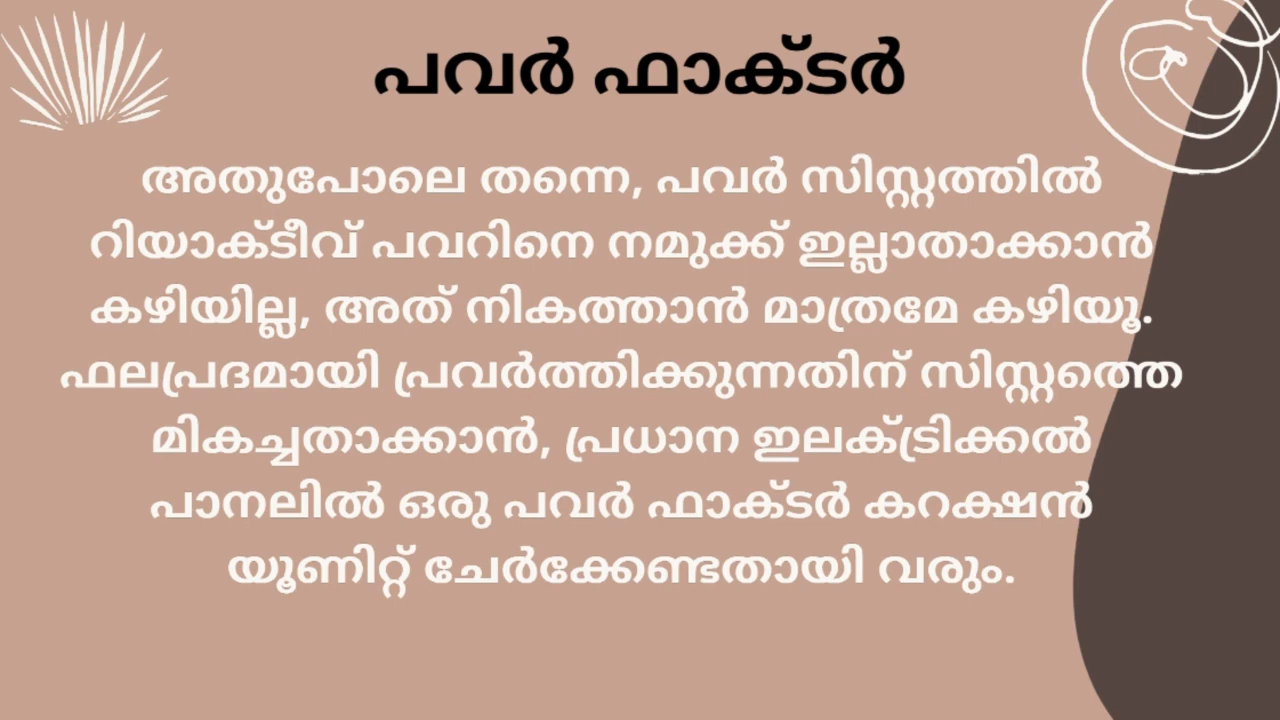 പവർ ഫാക്ടർ
അതുപോലെ തന്നെ, പവർ സിസ്റ്റത്തിൽ
റിയാക്ടീവ് പവറിനെ നമുക്ക് ഇല്ലാതാക്കാൻ
കഴിയില്ല, അത് നികത്താൻ മാത്രമേ കഴിയൂ.
ഫലപ്രദമായി പ്രവർത്തിക്കുന്നതിന് സിസ്റ്റത്തെ
മികച്ചതാക്കാൻ, പ്രധാന ഇലക്ട്രിക്കൽ
പാനലിൽ ഒരു പവർ ഫാക്ടർ കറക്ഷൻ
യൂണിറ്റ് ചേർക്കേണ്ടതായി വരും.